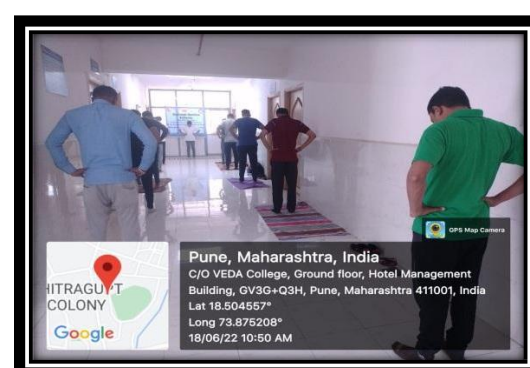 GPS Map Camera
Pune, Maharashtra, India
C/O VEDA College, Ground floor, Hotel Management
Building, GV3G+Q3H, Pune, Maharashtra 411001, India
Lat 18.504557°
Long 73.875208°
18/06/22 10:50 AM
COLONY
Google